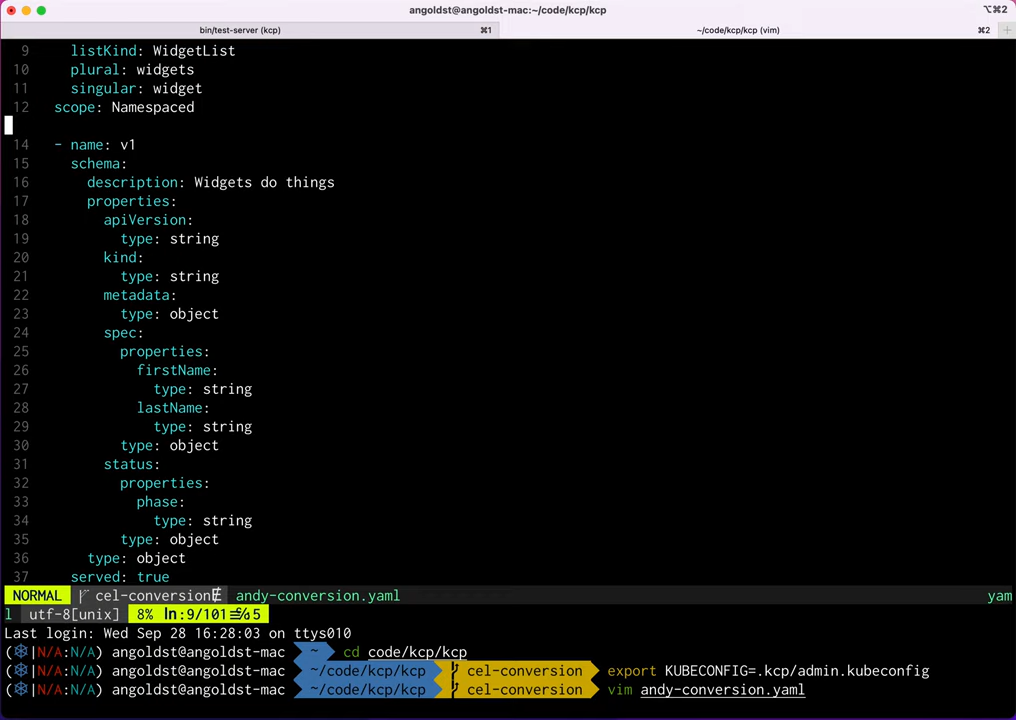 angoldst@angoldst-mac:~/code/kcp/kcp
⌥⌘2
bin/test-server (kcp)
⌘1
~/code/kcp/kcp (vim)
⌘2
9 listKind: WidgetList
10 plural: widgets
11 singular: widget
12 scope: Namespaced
14 - name: v1
15 schema:
16 description: Widgets do things
17 properties:
18 apiVersion:
19 type: string
20 kind:
21 type: string
22 metadata:
23 type: object
24 spec:
25 properties:
26 firstName:
27 type: string
28 lastName:
29 type: string
30 type: object
31 status:
32 properties:
33 phase:
34 type: string
35 type: object
36 type: object
37 served: true
NORMAL cel-conversion andy-conversion.yaml yam
l utf-8[unix] 8% ln:9/101 5
Last login: Wed Sep 28 16:28:03 on ttys010
(⎈|N/A:N/A) angoldst@angoldst-mac ~ cd code/kcp/kcp
(⎈|N/A:N/A) angoldst@angoldst-mac ~/code/kcp/kcp cel-conversion export KUBECONFIG=.kcp/admin.kubeconfig
(⎈|N/A:N/A) angoldst@angoldst-mac ~/code/kcp/kcp cel-conversion vim andy-conversion.yaml